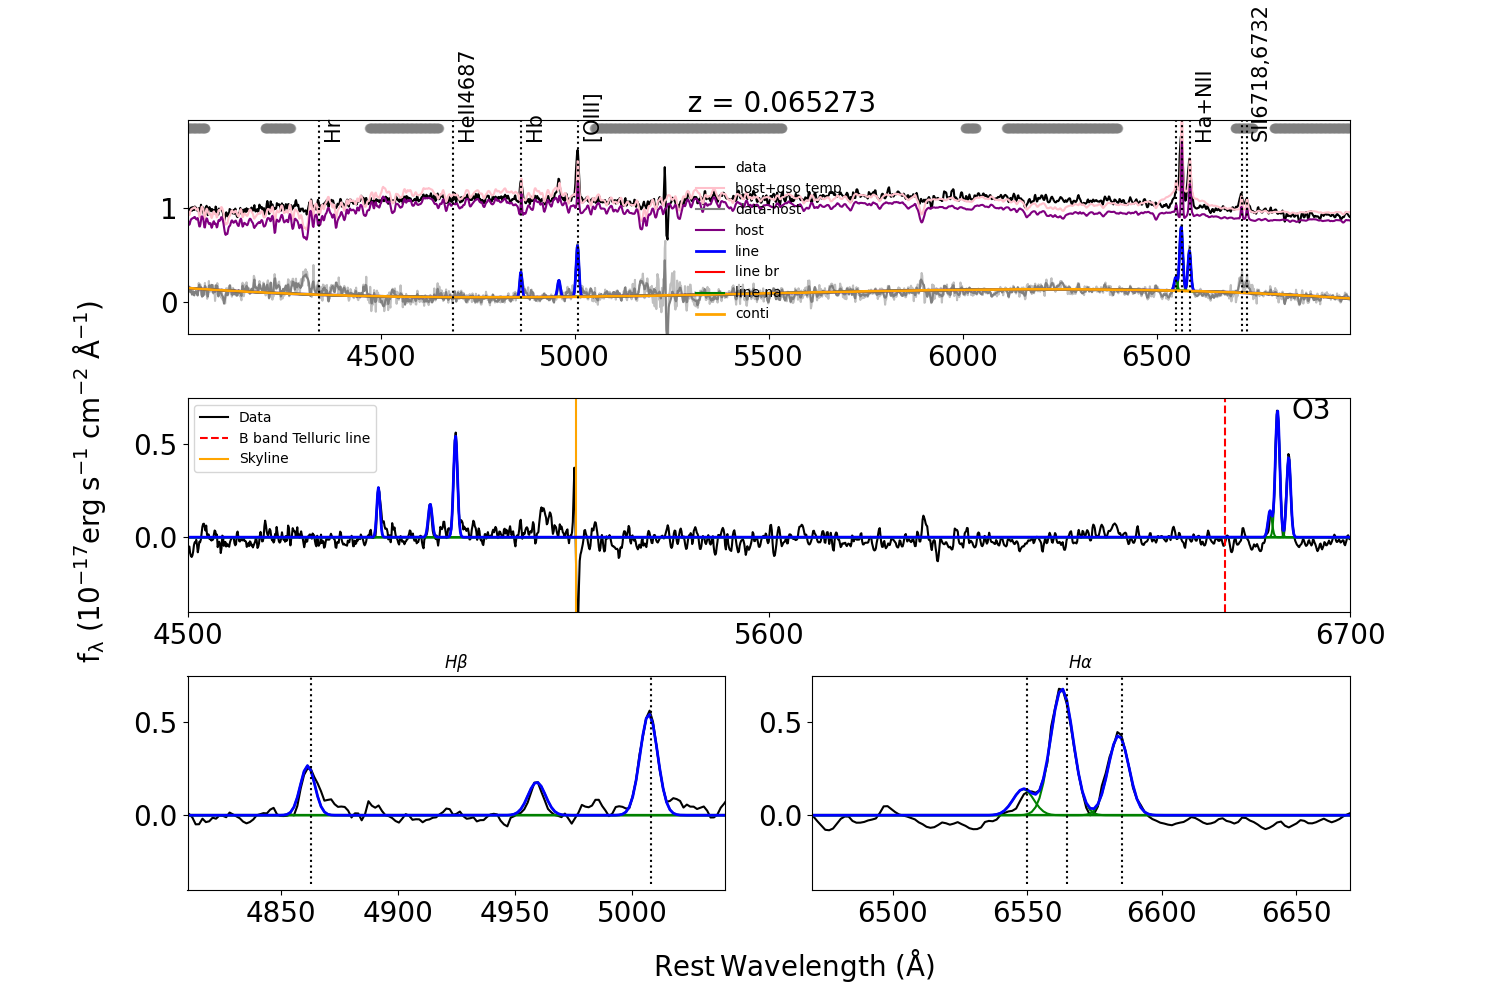 z = 0.065273
Hr
HeII4687
Hb
[OIII]
Ha+NII
SII6718,6732
data
host+qso temp
data-host
host
line
line br
line na
conti
1
0
4500 5000 5500 6000 6500
Data
B band Telluric line
Skyline
O3
0.5
0.0
4500 5600 6700
Hβ
Hα
0.5
0.0
4850 4900 4950 5000
0.5
0.0
6500 6550 6600 6650
f_λ (10⁻¹⁷erg s⁻¹ cm⁻² Å⁻¹)
Rest Wavelength (Å)